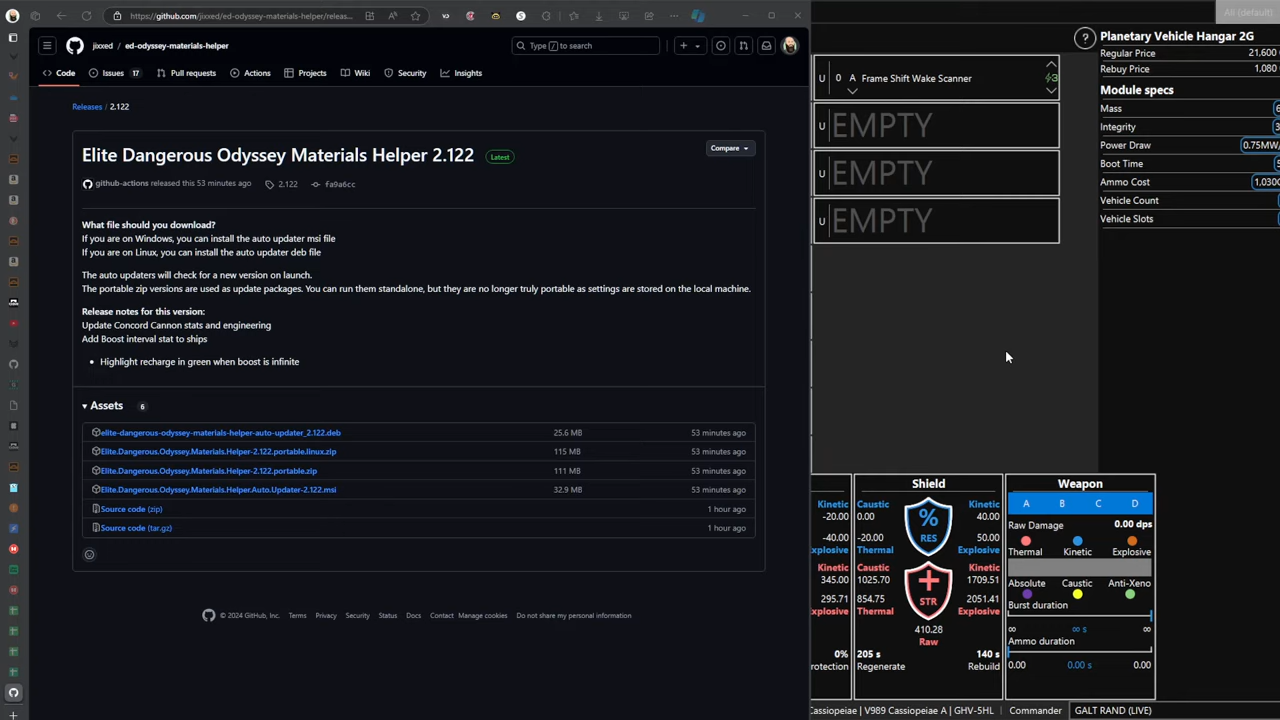 https://github.com/jixxed/ed-odyssey-materials-helper/releas...
jixxed / ed-odyssey-materials-helper
Type / to search
Code
Issues 17
Pull requests
Actions
Projects
Wiki
Security
Insights
Releases / 2.122
Elite Dangerous Odyssey Materials Helper 2.122 Latest
Compare
github-actions released this 53 minutes ago 2.122 fa9a6cc
What file should you download?
If you are on Windows, you can install the auto updater msi file
If you are on Linux, you can install the auto updater deb file
The auto updaters will check for a new version on launch.
The portable zip versions are used as update packages. You can run them standalone, but they are no longer truly portable as settings are stored on the local machine.
Release notes for this version:
Update Concord Cannon stats and engineering
Add Boost interval stat to ships
• Highlight recharge in green when boost is infinite
Assets 6
elite-dangerous-odyssey-materials-helper-auto-updater_2.122.deb 25.6 MB 53 minutes ago
Elite.Dangerous.Odyssey.Materials.Helper-2.122.portable.linux.zip 115 MB 53 minutes ago
Elite.Dangerous.Odyssey.Materials.Helper-2.122.portable.zip 111 MB 53 minutes ago
Elite.Dangerous.Odyssey.Materials.Helper.Auto.Updater-2.122.msi 32.9 MB 53 minutes ago
Source code (zip) 1 hour ago
Source code (tar.gz) 1 hour ago
© 2024 GitHub, Inc. Terms Privacy Security Status Docs Contact Manage cookies Do not share my personal information
All (default)
U 0 A Frame Shift Wake Scanner 3
U EMPTY
U EMPTY
U EMPTY
? Planetary Vehicle Hangar 2G
Regular Price 21,600
Rebuy Price 1,080
Module specs
Mass 6
Integrity 3
Power Draw 0.75MW/
Boot Time 5
Ammo Cost 1,0300
Vehicle Count
Vehicle Slots
Kinetic
-20.00
-40.00
Explosive
Kinetic
345.00
295.71
Explosive
0%
rotection
Shield
Caustic Kinetic
0.00 % 40.00
-20.00 RES 50.00
Thermal Explosive
Caustic Kinetic
1025.70 1709.51
854.75 STR 2051.41
Thermal Explosive
410.28
Raw
205 s 140 s
Regenerate Rebuild
Weapon
A B C D
Raw Damage 0.00 dps
Thermal Kinetic Explosive
Absolute Caustic Anti-Xeno
Burst duration
∞ ∞ s ∞
Ammo duration
0.00 0.00 s 0.00
Cassiopeiae | V989 Cassiopeiae A | GHV-5HL Commander GALT RAND (LIVE)